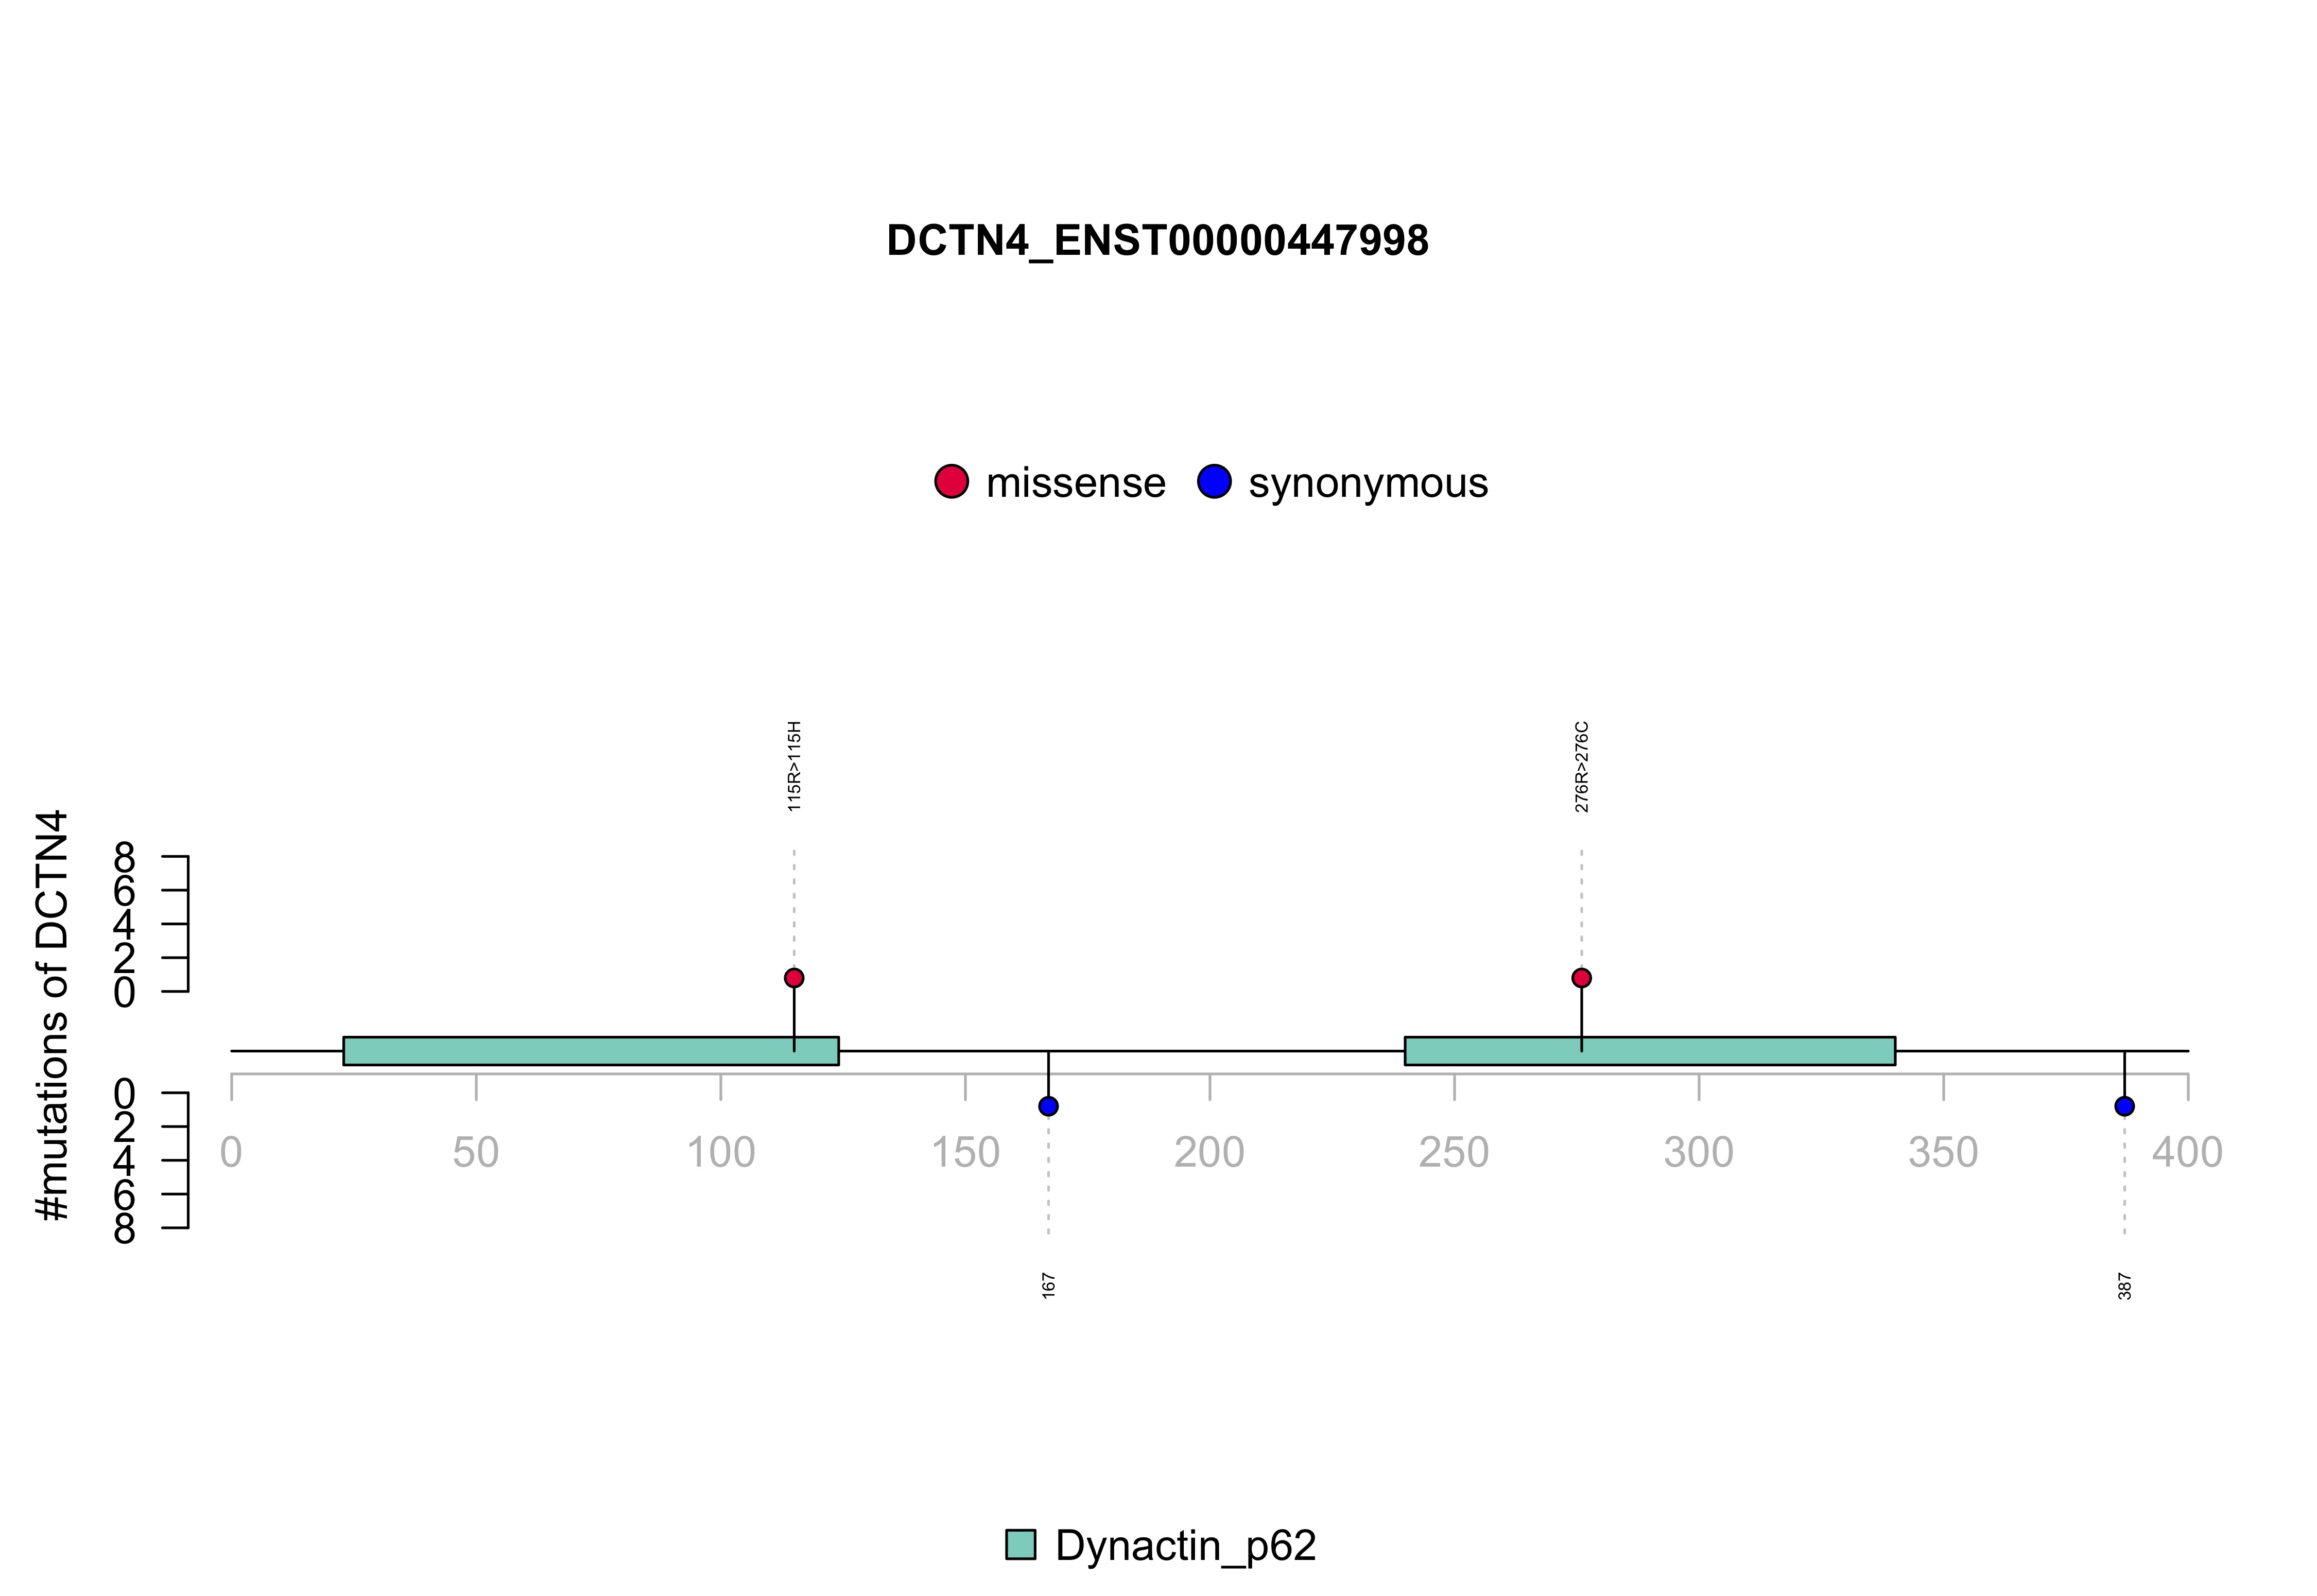 DCTN4_ENST00000447998
missense synonymous
115R>115H 276R>276C
#mutations of DCTN4
8
6
4
2
0
0
2
4
6
8
0 50 100 150 200 250 300 350 400
167 387
Dynactin_p62